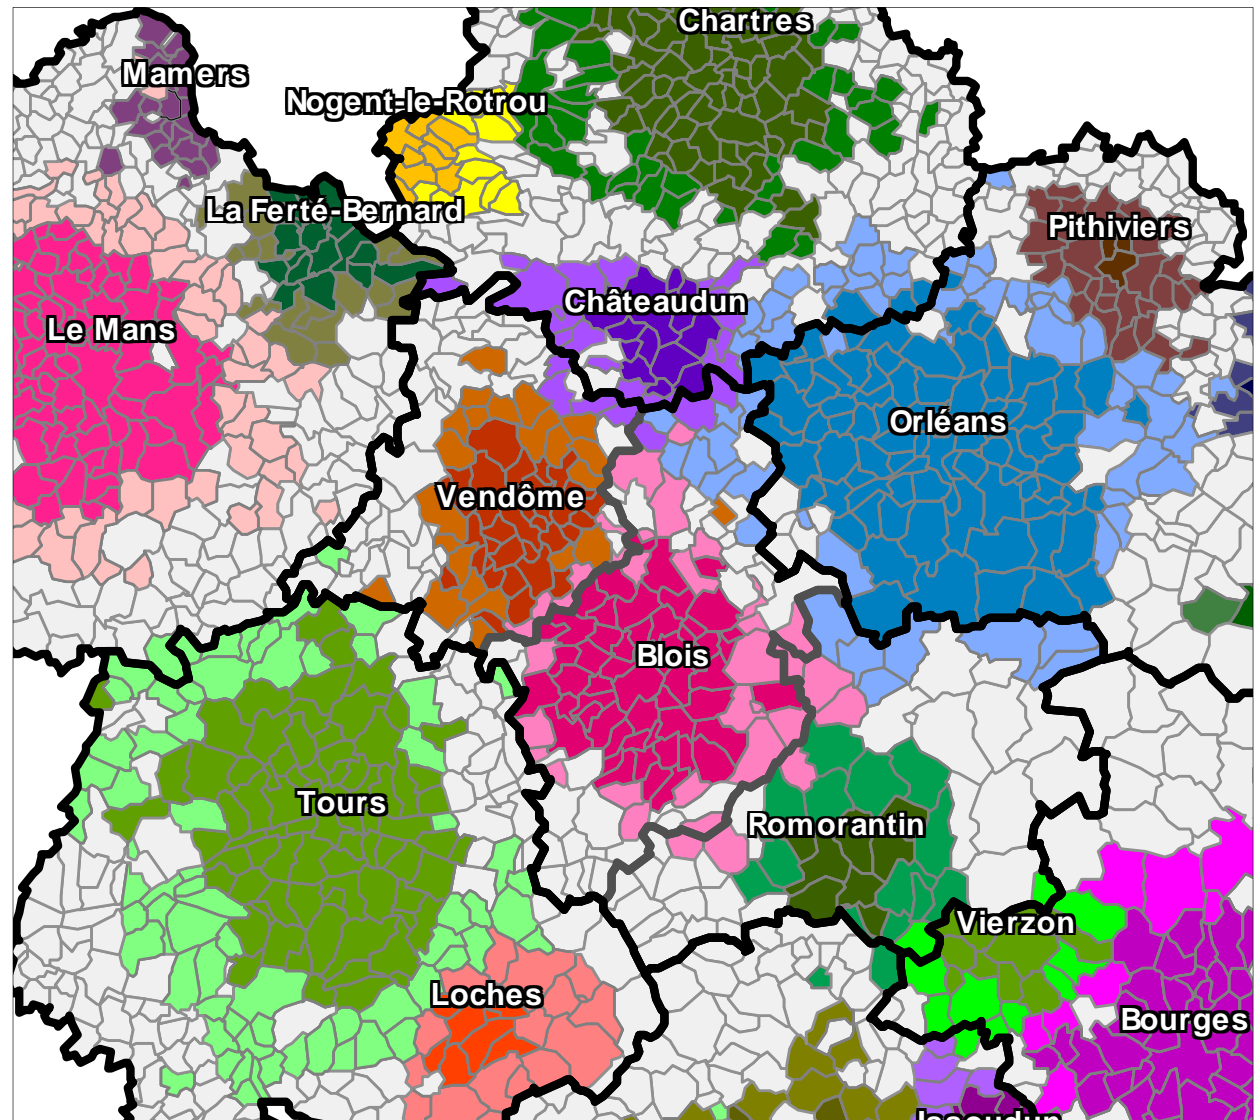 Chartres
Mamers
Nogent-le-Rotrou
La Ferté-Bernard
Pithiviers
Châteaudun
Le Mans
Orléans
Vendôme
Blois
Tours
Romorantin
Vierzon
Loches
Bourges
Issoudun